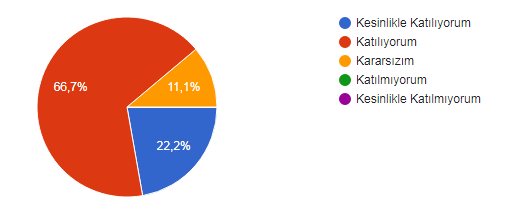 66,7%
11,1%
22,2%
Kesinlikle Katılıyorum
Katılıyorum
Kararsızım
Katılmıyorum
Kesinlikle Katılmıyorum